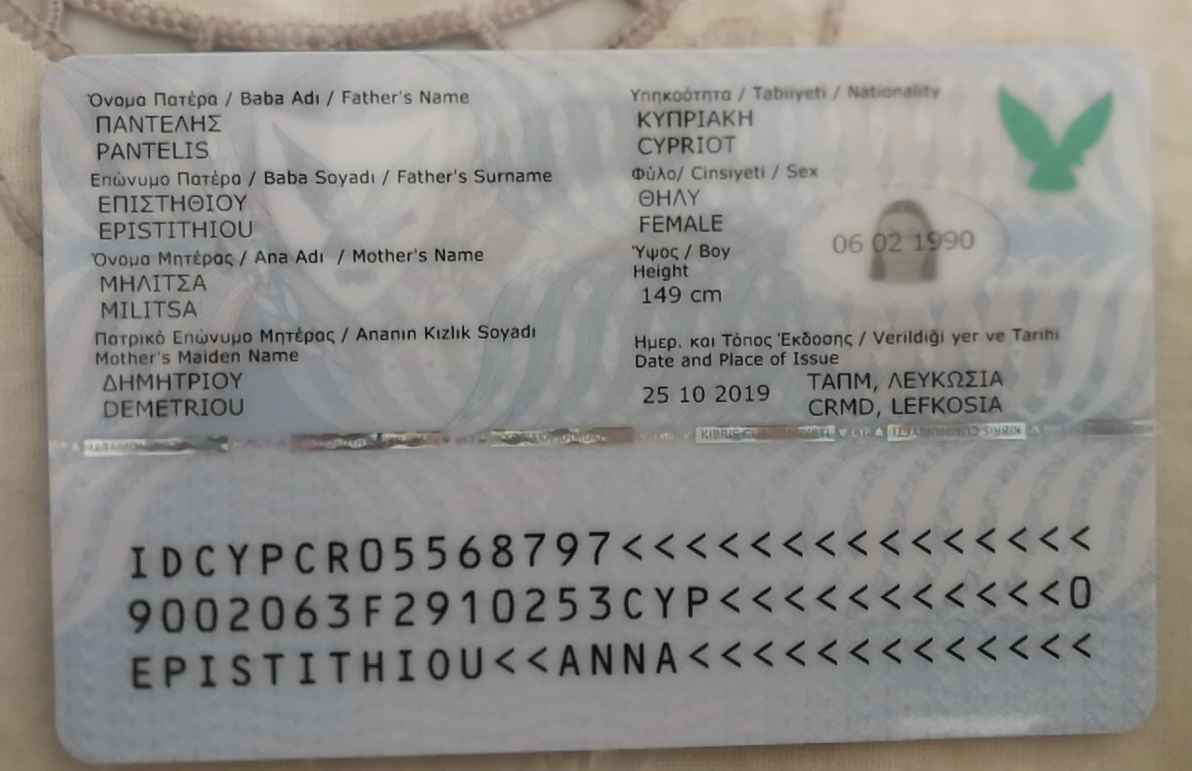 Όνομα Πατέρα / Baba Adı / Father's Name
ΠΑΝΤΕΛΗΣ
PANTELIS
Επώνυμο Πατέρα / Baba Soyadı / Father's Surname
ΕΠΙΣΤΗΘΙΟΥ
EPISTITHIOU
Όνομα Μητέρας / Ana Adı / Mother's Name
ΜΗΛΙΤΣΑ
MILITSA
Πατρικό Επώνυμο Μητέρας / Ananın Kızlık Soyadı
Mother's Maiden Name
ΔΗΜΗΤΡΙΟΥ
DEMETRIOU
Υπηκοότητα / Tabiiyeti / Nationality
ΚΥΠΡΙΑΚΗ
CYPRIOT
Φύλο/ Cinsiyeti / Sex
ΘΗΛΥ
FEMALE
Ύψος / Boy
Height
149 cm
06 02 1990
Ημερ. και Τόπος Έκδοσης / Verildiği yer ve Tarihi
Date and Place of Issue
25 10 2019
ΤΑΠΜ, ΛΕΥΚΩΣΙΑ
CRMD, LEFKOSIA
IDCYPCR05568797<<<<<<<<<<<<<<<
9002063F2910253CYP<<<<<<<<<<<0
EPISTITHIOU<<ANNA<<<<<<<<<<<<<